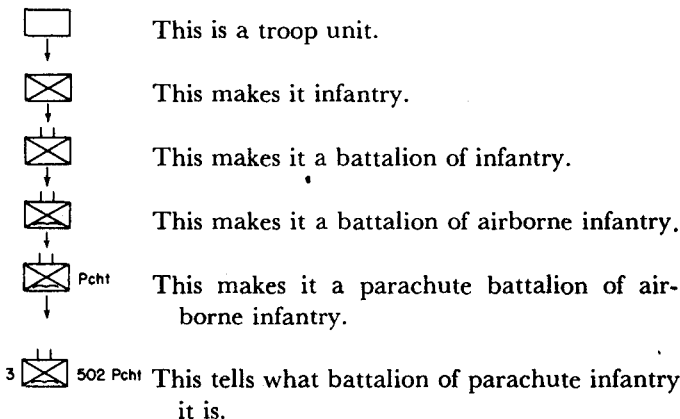 This is a troop unit.
This makes it infantry.
This makes it a battalion of infantry.
This makes it a battalion of airborne infantry.
Pcht This makes it a parachute battalion of air-
borne infantry.
3 502 Pcht This tells what battalion of parachute infantry
it is.